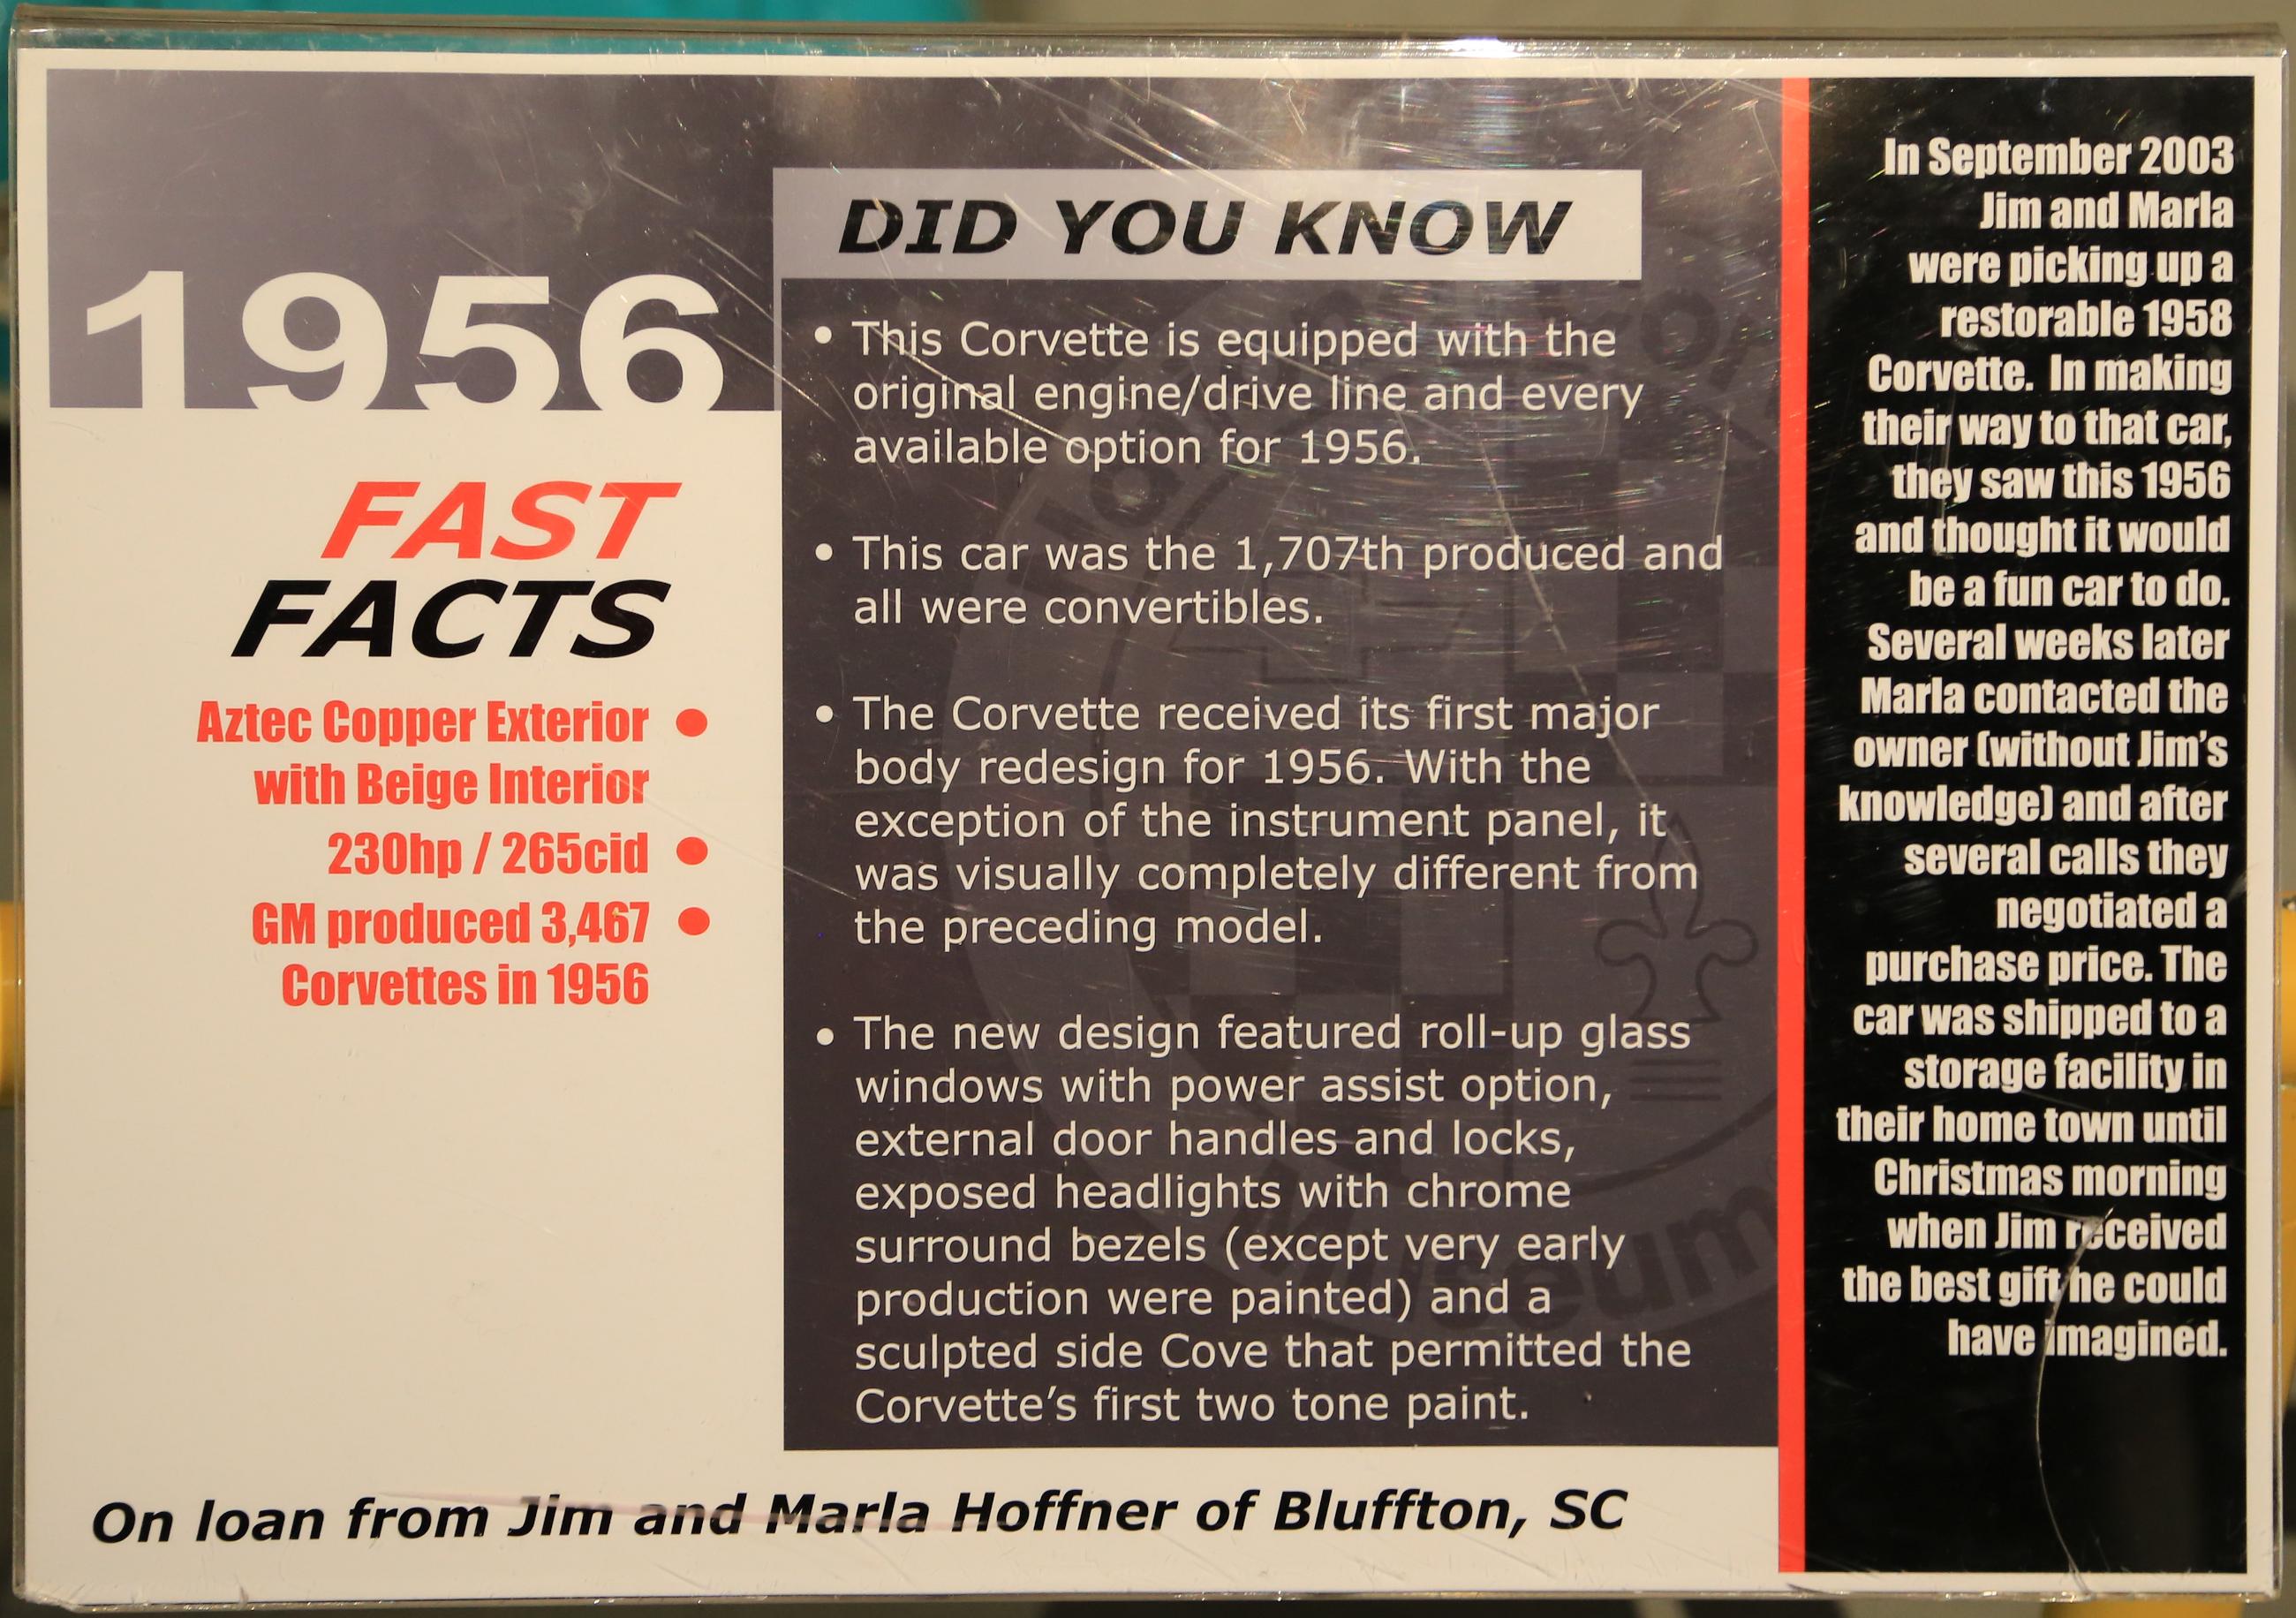 1956
FAST
FACTS
Aztec Copper Exterior •
with Beige Interior
230hp / 265cid •
GM produced 3,467 •
Corvettes in 1956
DID YOU KNOW
• This Corvette is equipped with the
original engine/drive line and every
available option for 1956.
• This car was the 1,707th produced and
all were convertibles.
• The Corvette received its first major
body redesign for 1956. With the
exception of the instrument panel, it
was visually completely different from
the preceding model.
• The new design featured roll-up glass
windows with power assist option,
external door handles and locks,
exposed headlights with chrome
surround bezels (except very early
production were painted) and a
sculpted side Cove that permitted the
Corvette's first two tone paint.
In September 2003
Jim and Marla
were picking up a
restorable 1958
Corvette. In making
their way to that car,
they saw this 1956
and thought it would
be a fun car to do.
Several weeks later
Marla contacted the
owner (without Jim's
knowledge) and after
several calls they
negotiated a
purchase price. The
car was shipped to a
storage facility in
their home town until
Christmas morning
when Jim received
the best gift he could
have imagined.
On loan from Jim and Marla Hoffner of Bluffton, SC